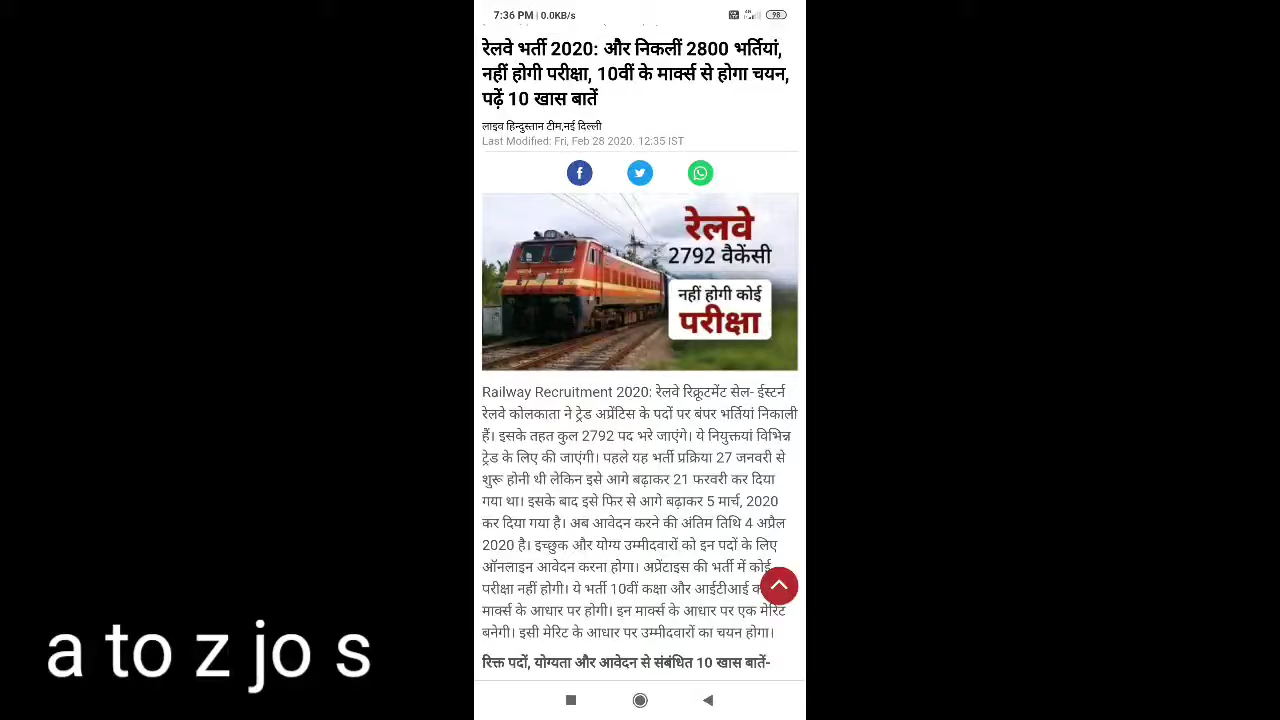 7:36 PM | 0.0KB/s
98
रेलवे भर्ती 2020: और निकलीं 2800 भर्तियां,
नहीं होगी परीक्षा, 10वीं के मार्क्स से होगा चयन,
पढ़ें 10 खास बातें
लाइव हिन्दुस्तान टीम,नई दिल्ली
Last Modified: Fri, Feb 28 2020. 12:35 IST
रेलवे
2792 वैकेंसी
नहीं होगी कोई
परीक्षा
Railway Recruitment 2020: रेलवे रिक्रूटमेंट सेल- ईस्टर्न
रेलवे कोलकाता ने ट्रेड अप्रेंटिस के पदों पर बंपर भर्तियां निकाली
हैं। इसके तहत कुल 2792 पद भरे जाएंगे। ये नियुक्तयां विभिन्न
ट्रेड के लिए की जाएंगी। पहले यह भर्ती प्रक्रिया 27 जनवरी से
शुरू होनी थी लेकिन इसे आगे बढ़ाकर 21 फरवरी कर दिया
गया था। इसके बाद इसे फिर से आगे बढ़ाकर 5 मार्च, 2020
कर दिया गया है। अब आवेदन करने की अंतिम तिथि 4 अप्रैल
2020 है। इच्छुक और योग्य उम्मीदवारों को इन पदों के लिए
ऑनलाइन आवेदन करना होगा। अप्रेंटाइस की भर्ती में कोई
परीक्षा नहीं होगी। ये भर्ती 10वीं कक्षा और आईटीआई
मार्क्स के आधार पर होगी। इन मार्क्स के आधार पर एक मेरिट
बनेगी। इसी मेरिट के आधार पर उम्मीदवारों का चयन होगा।
रिक्त पदों, योग्यता और आवेदन से संबंधित 10 खास बातें-
a to z jo s